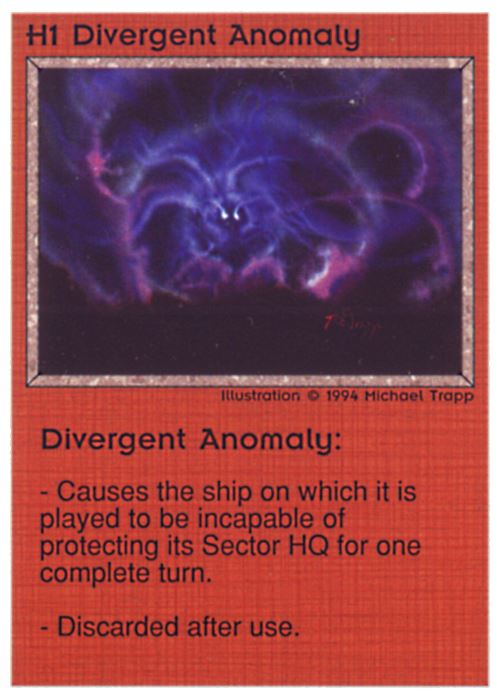 H1 Divergent Anomaly
Illustration © 1994 Michael Trapp
Divergent Anomaly:
- Causes the ship on which it is
played to be incapable of
protecting its Sector HQ for one
complete turn.
- Discarded after use.